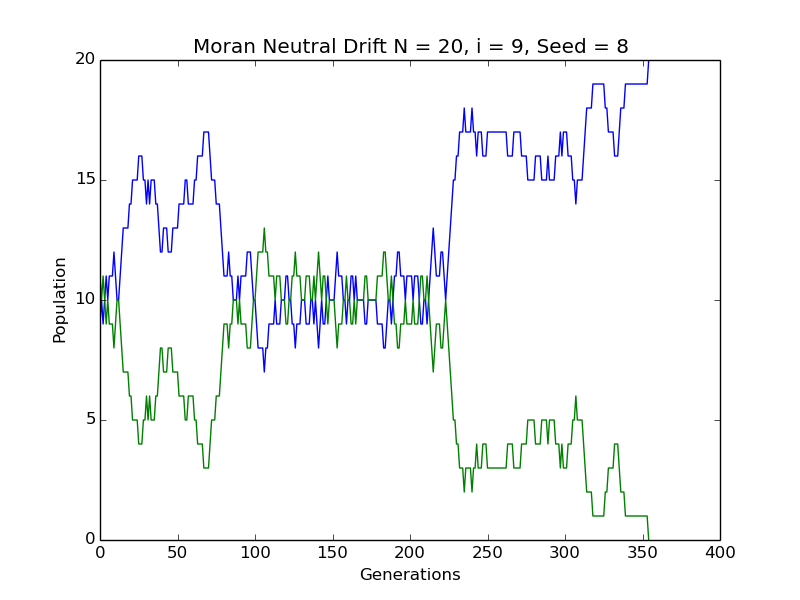 Moran Neutral Drift N = 20, i = 9, Seed = 8
20
15
10
5
0
Population
0 50 100 150 200 250 300 350 400
Generations